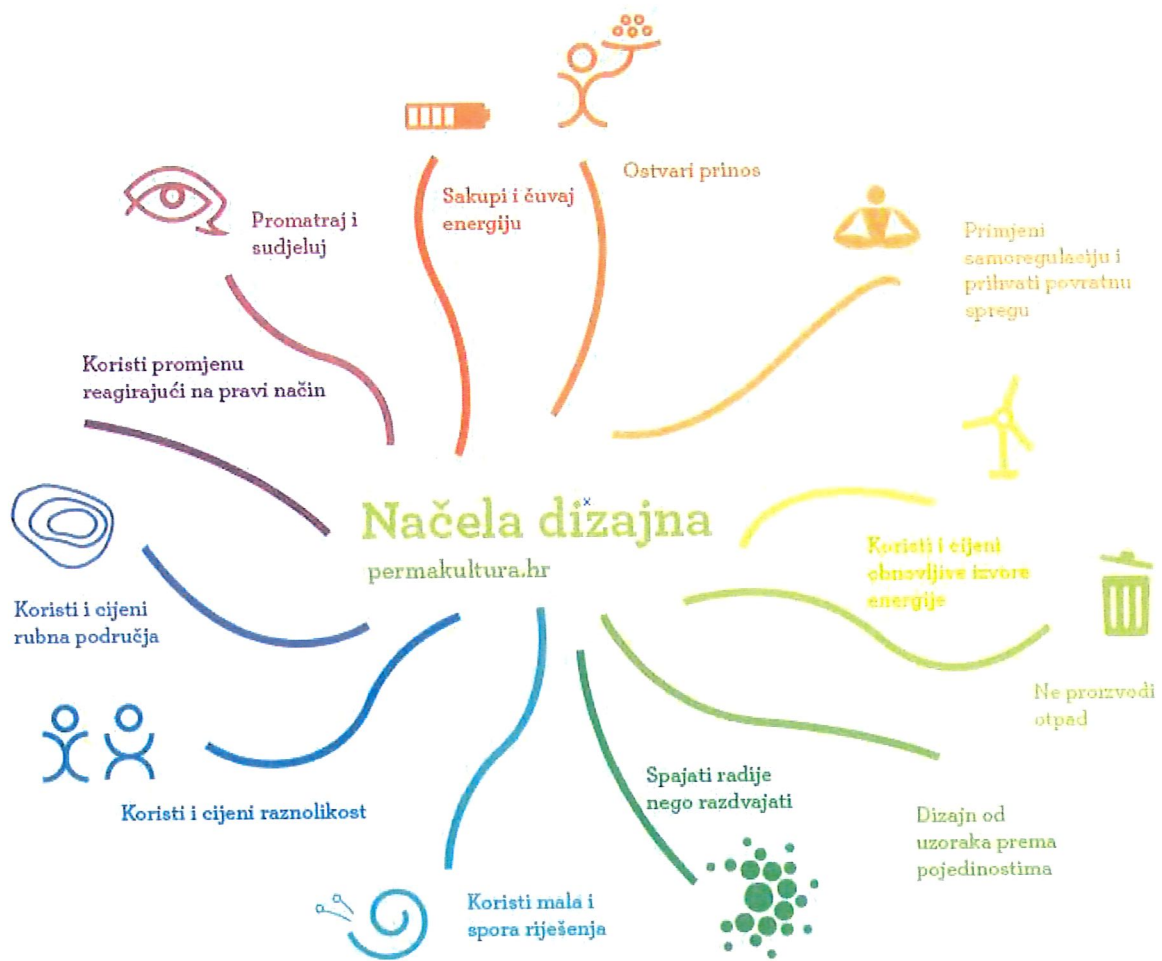 Ostvari prinos
Sakupi i čuvaj
energiju
Promatraj i
sudjeluj
Primjeni
samoregulaciju i
prihvati povratnu
spregu
Koristi promjenu
reagirajući na pravi način
Načela dizajna
permakultura.hr
Koristi i cijeni
obnovljive izvore
energije
Koristi i cijeni
rubna područja
Ne proizvodi
otpad
Spajati radije
nego razdvajati
Koristi i cijeni raznolikost
Dizajn od
uzoraka prema
pojedinostima
Koristi mala i
spora riješenja